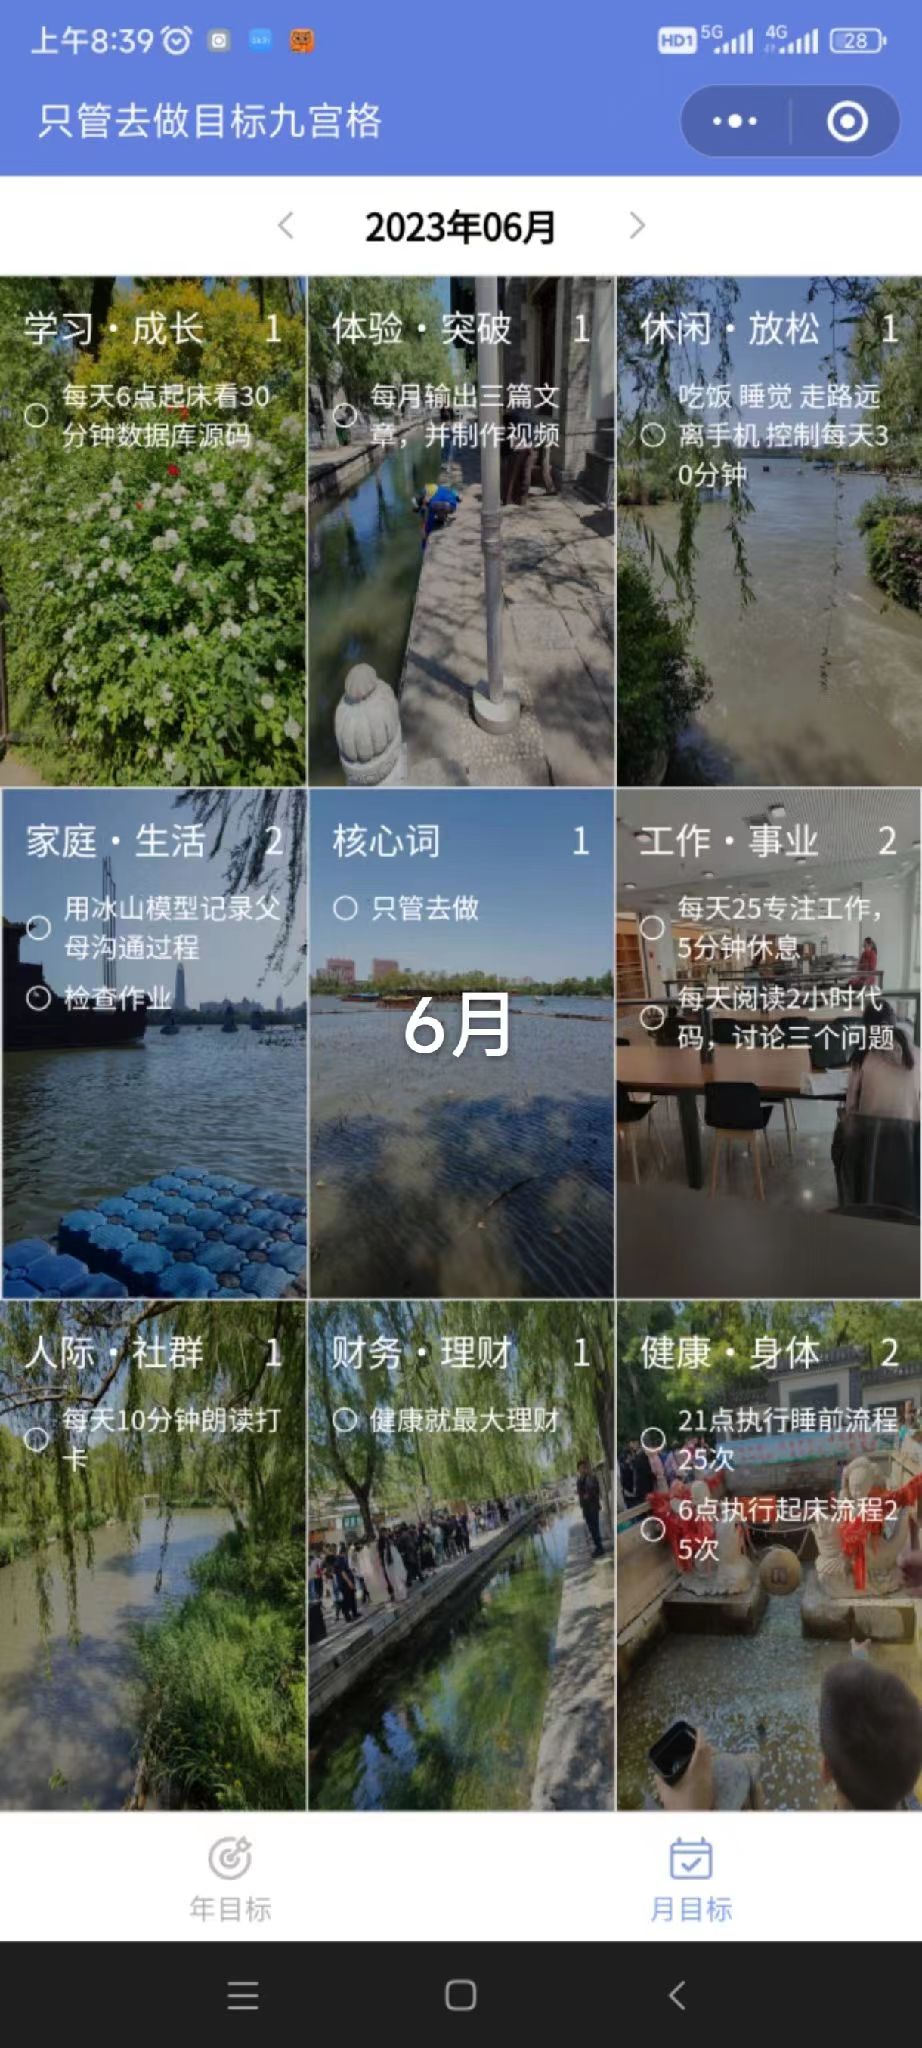 上午8:39
HD1 5G 4G 28
只管去做目标九宫格
2023年06月
学习·成长 1
每天6点起床看30
分钟数据库源码
体验·突破 1
每月输出三篇文
章，并制作视频
休闲·放松 1
吃饭 睡觉 走路远
离手机 控制每天3
0分钟
家庭·生活 2
用冰山模型记录父
母沟通过程
检查作业
核心词 1
只管去做
6月
工作·事业 2
每天25专注工作，
5分钟休息
每天阅读2小时代
码，讨论三个问题
人际·社群 1
每天10分钟朗读打
卡
财务·理财 1
健康就最大理财
健康·身体 2
21点执行睡前流程
25次
6点执行起床流程2
5次
年目标
月目标